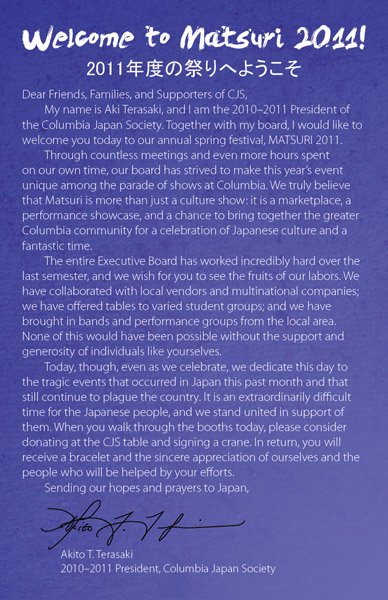 Welcome to Matsuri 2011!
2011年度の祭りへようこそ
Dear Friends, Families, and Supporters of CJS,
My name is Aki Terasaki, and I am the 2010–2011 President of
the Columbia Japan Society. Together with my board, I would like to
welcome you today to our annual spring festival, MATSURI 2011.
Through countless meetings and even more hours spent
on our own time, our board has strived to make this year's event
unique among the parade of shows at Columbia. We truly believe
that Matsuri is more than just a culture show: it is a marketplace, a
performance showcase, and a chance to bring together the greater
Columbia community for a celebration of Japanese culture and a
fantastic time.
The entire Executive Board has worked incredibly hard over the
last semester, and we wish for you to see the fruits of our labors. We
have collaborated with local vendors and multinational companies;
we have offered tables to varied student groups; and we have
brought in bands and performance groups from the local area.
None of this would have been possible without the support and
generosity of individuals like yourselves.
Today, though, even as we celebrate, we dedicate this day to
the tragic events that occurred in Japan this past month and that
still continue to plague the country. It is an extraordinarily difficult
time for the Japanese people, and we stand united in support of
them. When you walk through the booths today, please consider
donating at the CJS table and signing a crane. In return, you will
receive a bracelet and the sincere appreciation of ourselves and the
people who will be helped by your efforts.
Sending our hopes and prayers to Japan,
Akito T. Terasaki
2010–2011 President, Columbia Japan Society